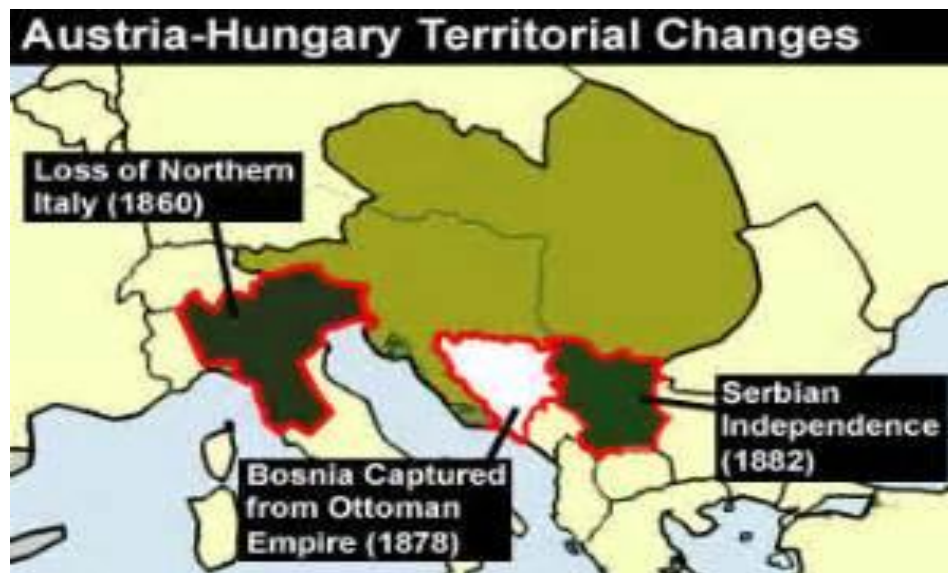 Austria-Hungary Territorial Changes
Loss of Northern
Italy (1860)
Serbian
Independence
(1882)
Bosnia Captured
from Ottoman
Empire (1878)